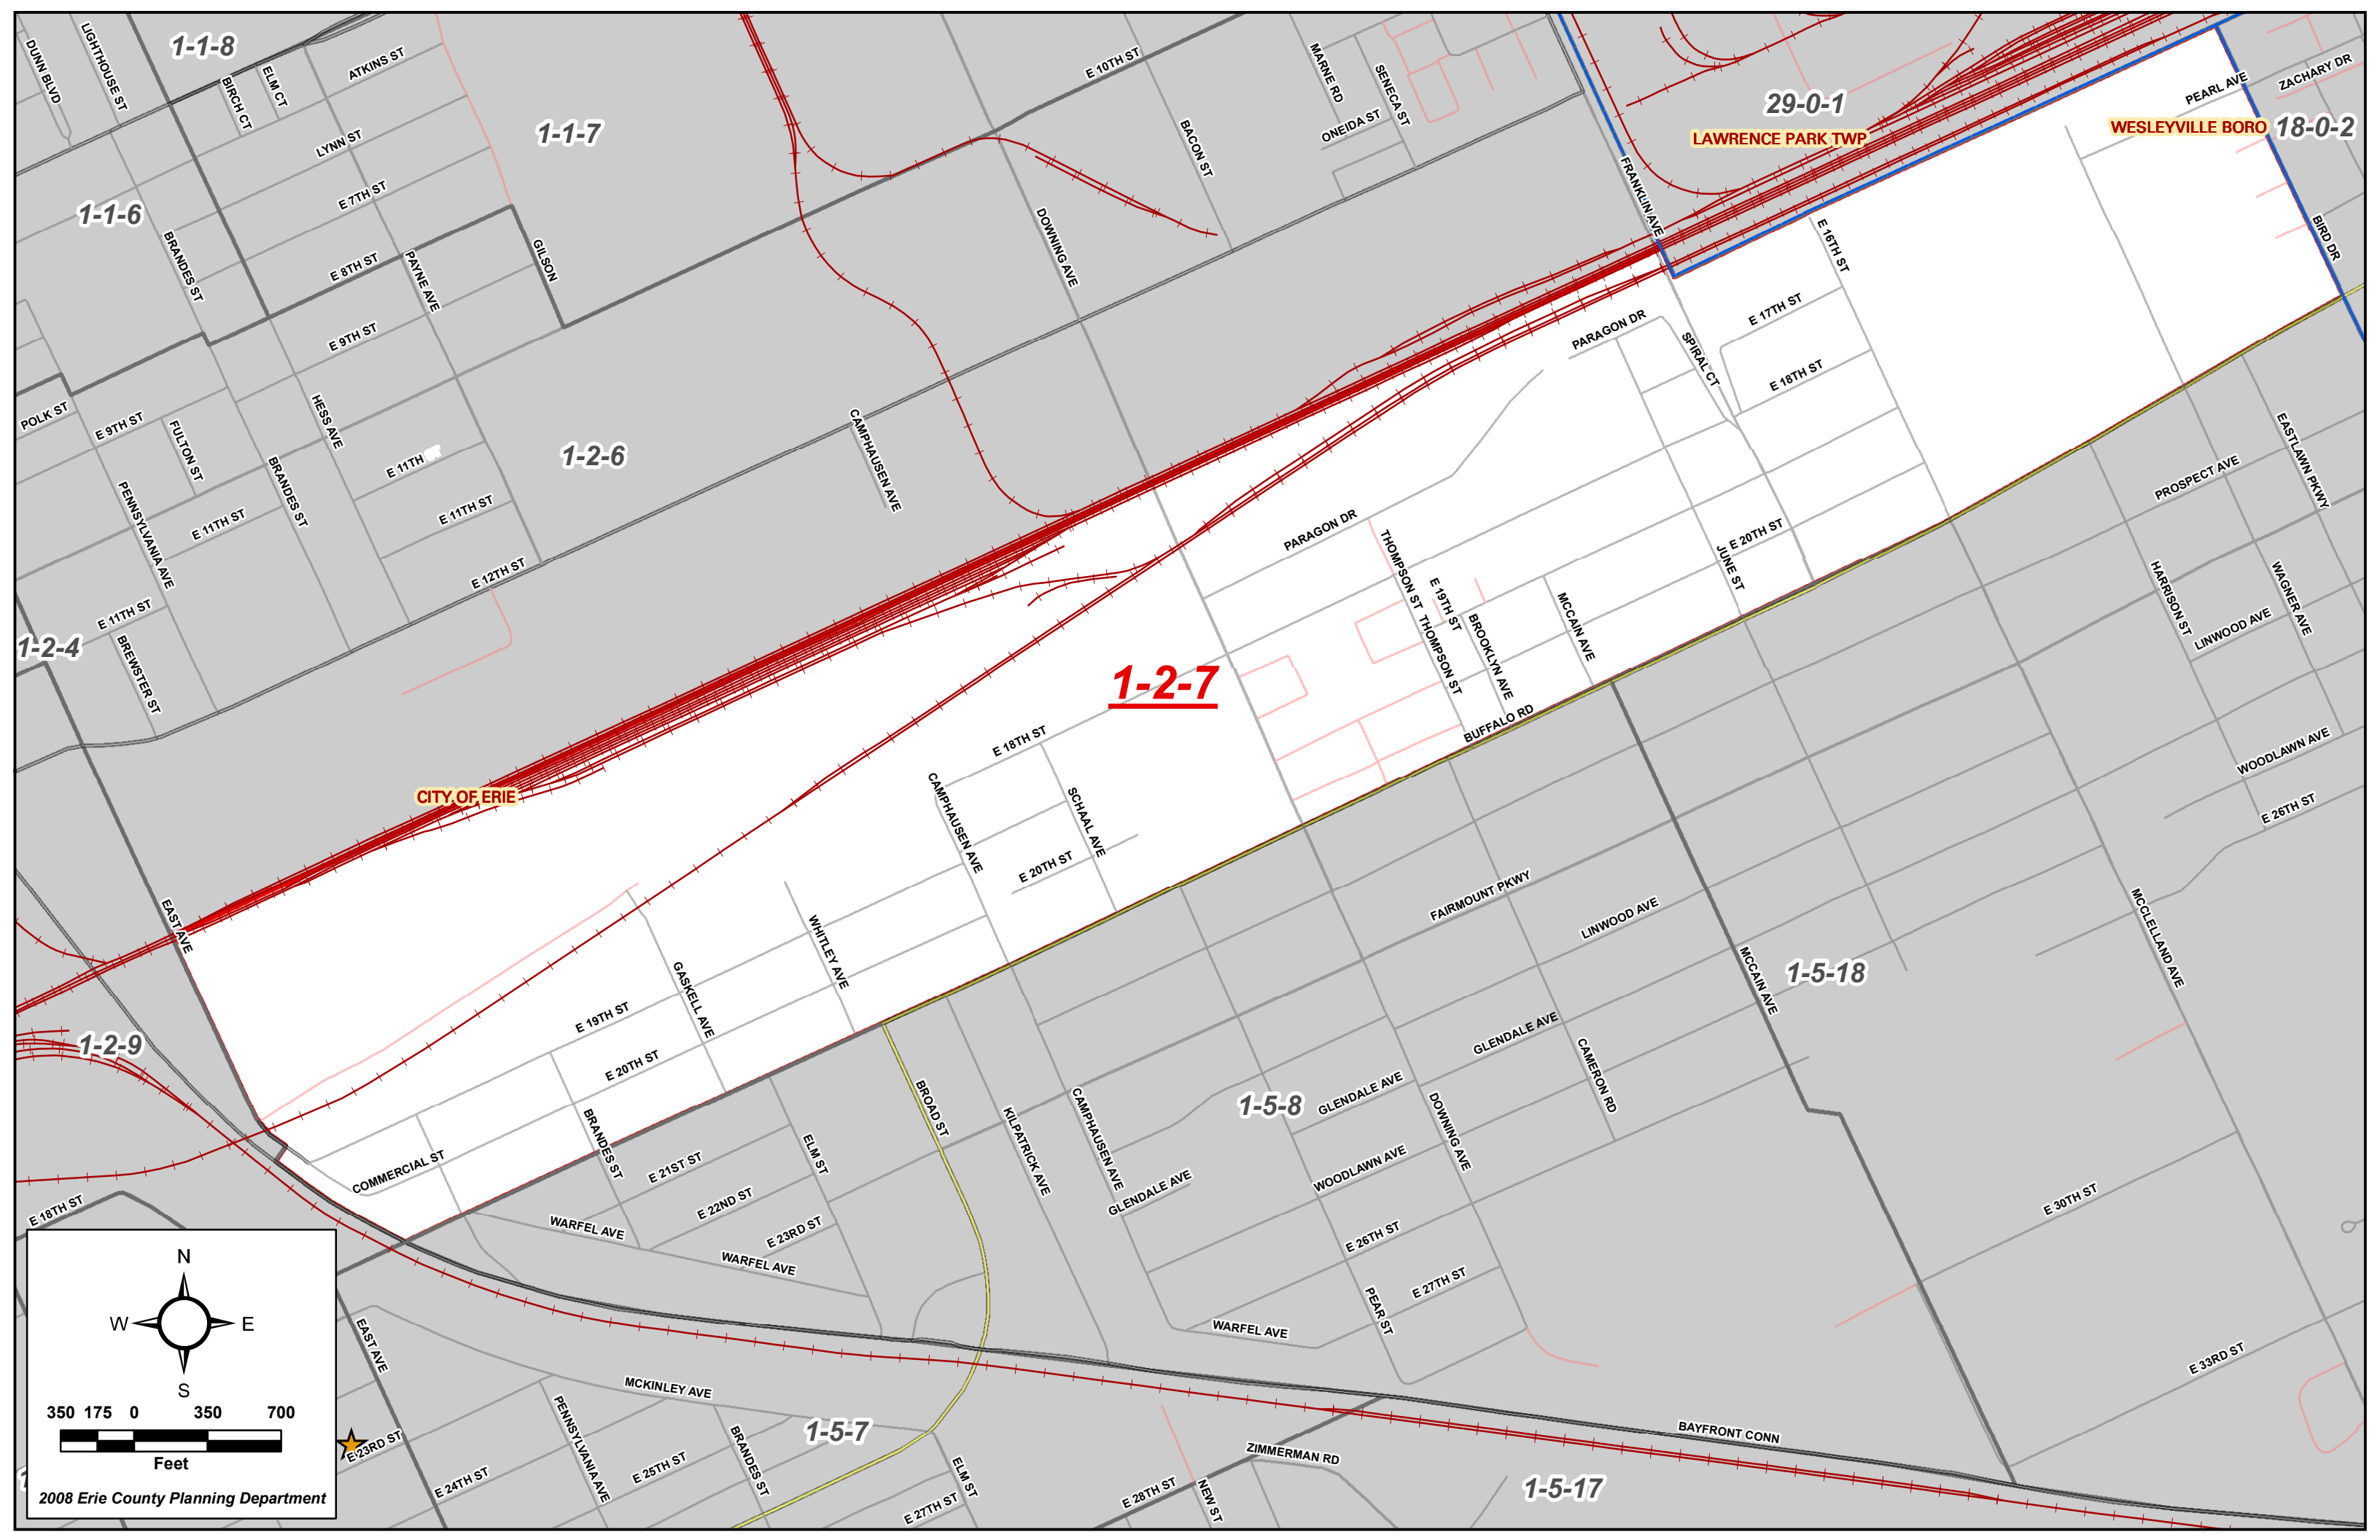 DUNN BLVD
LIGHTHOUSE ST
1-1-8
BIRCH CT
ELM CT
ATKINS ST
LYNN ST
E 7TH ST
1-1-7
E 10TH ST
BACON ST
MARNE RD
SENECA ST
ONEIDA ST
FRANKLIN AVE
29-0-1
LAWRENCE PARK TWP
PEARL AVE
ZACHARY DR
WESLEYVILLE BORO
18-0-2
BIRD DR
1-1-6
BRANDES ST
E 8TH ST
PAYNE AVE
GILSON
DOWNING AVE
E 16TH ST
E 9TH ST
E 17TH ST
PARAGON DR
SPIRAL CT
E 18TH ST
POLK ST
E 9TH ST
FULTON ST
HESS AVE
E 11TH
1-2-6
CAMPHAUSEN AVE
EASTLAWN PKWY
PROSPECT AVE
PENNSYLVANIA AVE
E 11TH ST
BRANDES ST
E 11TH ST
E 12TH ST
PARAGON DR
THOMPSON ST
E 19TH ST
THOMPSON ST
BROOKLYN AVE
MCCAIN AVE
JUNE ST
E 20TH ST
HARRISON ST
WAGNER AVE
LINWOOD AVE
E 11TH ST
BREWSTER ST
1-2-4
1-2-7
BUFFALO RD
E 18TH ST
WOODLAWN AVE
E 26TH ST
CITY OF ERIE
CAMPHAUSEN AVE
SCHAAL AVE
E 20TH ST
FAIRMOUNT PKWY
LINWOOD AVE
MCCLELLAND AVE
EAST AVE
WHITLEY AVE
GASKELL AVE
E 19TH ST
E 20TH ST
MCCAIN AVE
1-5-18
1-2-9
GLENDALE AVE
CAMERON RD
GLENDALE AVE
1-5-8
DOWNING AVE
BROAD ST
KILPATRICK AVE
CAMPHAUSEN AVE
BRANDES ST
COMMERCIAL ST
E 21ST ST
ELM ST
E 22ND ST
E 23RD ST
WARFEL AVE
WARFEL AVE
GLENDALE AVE
WOODLAWN AVE
E 26TH ST
E 27TH ST
PEAR ST
WARFEL AVE
E 30TH ST
E 33RD ST
E 18TH ST
N
W
E
S
350 175 0 350 700
Feet
2008 Erie County Planning Department
EAST AVE
E 23RD ST
E 24TH ST
MCKINLEY AVE
PENNSYLVANIA AVE
E 25TH ST
BRANDES ST
1-5-7
ELM ST
E 27TH ST
E 28TH ST
NEW ST
ZIMMERMAN RD
BAYFRONT CONN
1-5-17